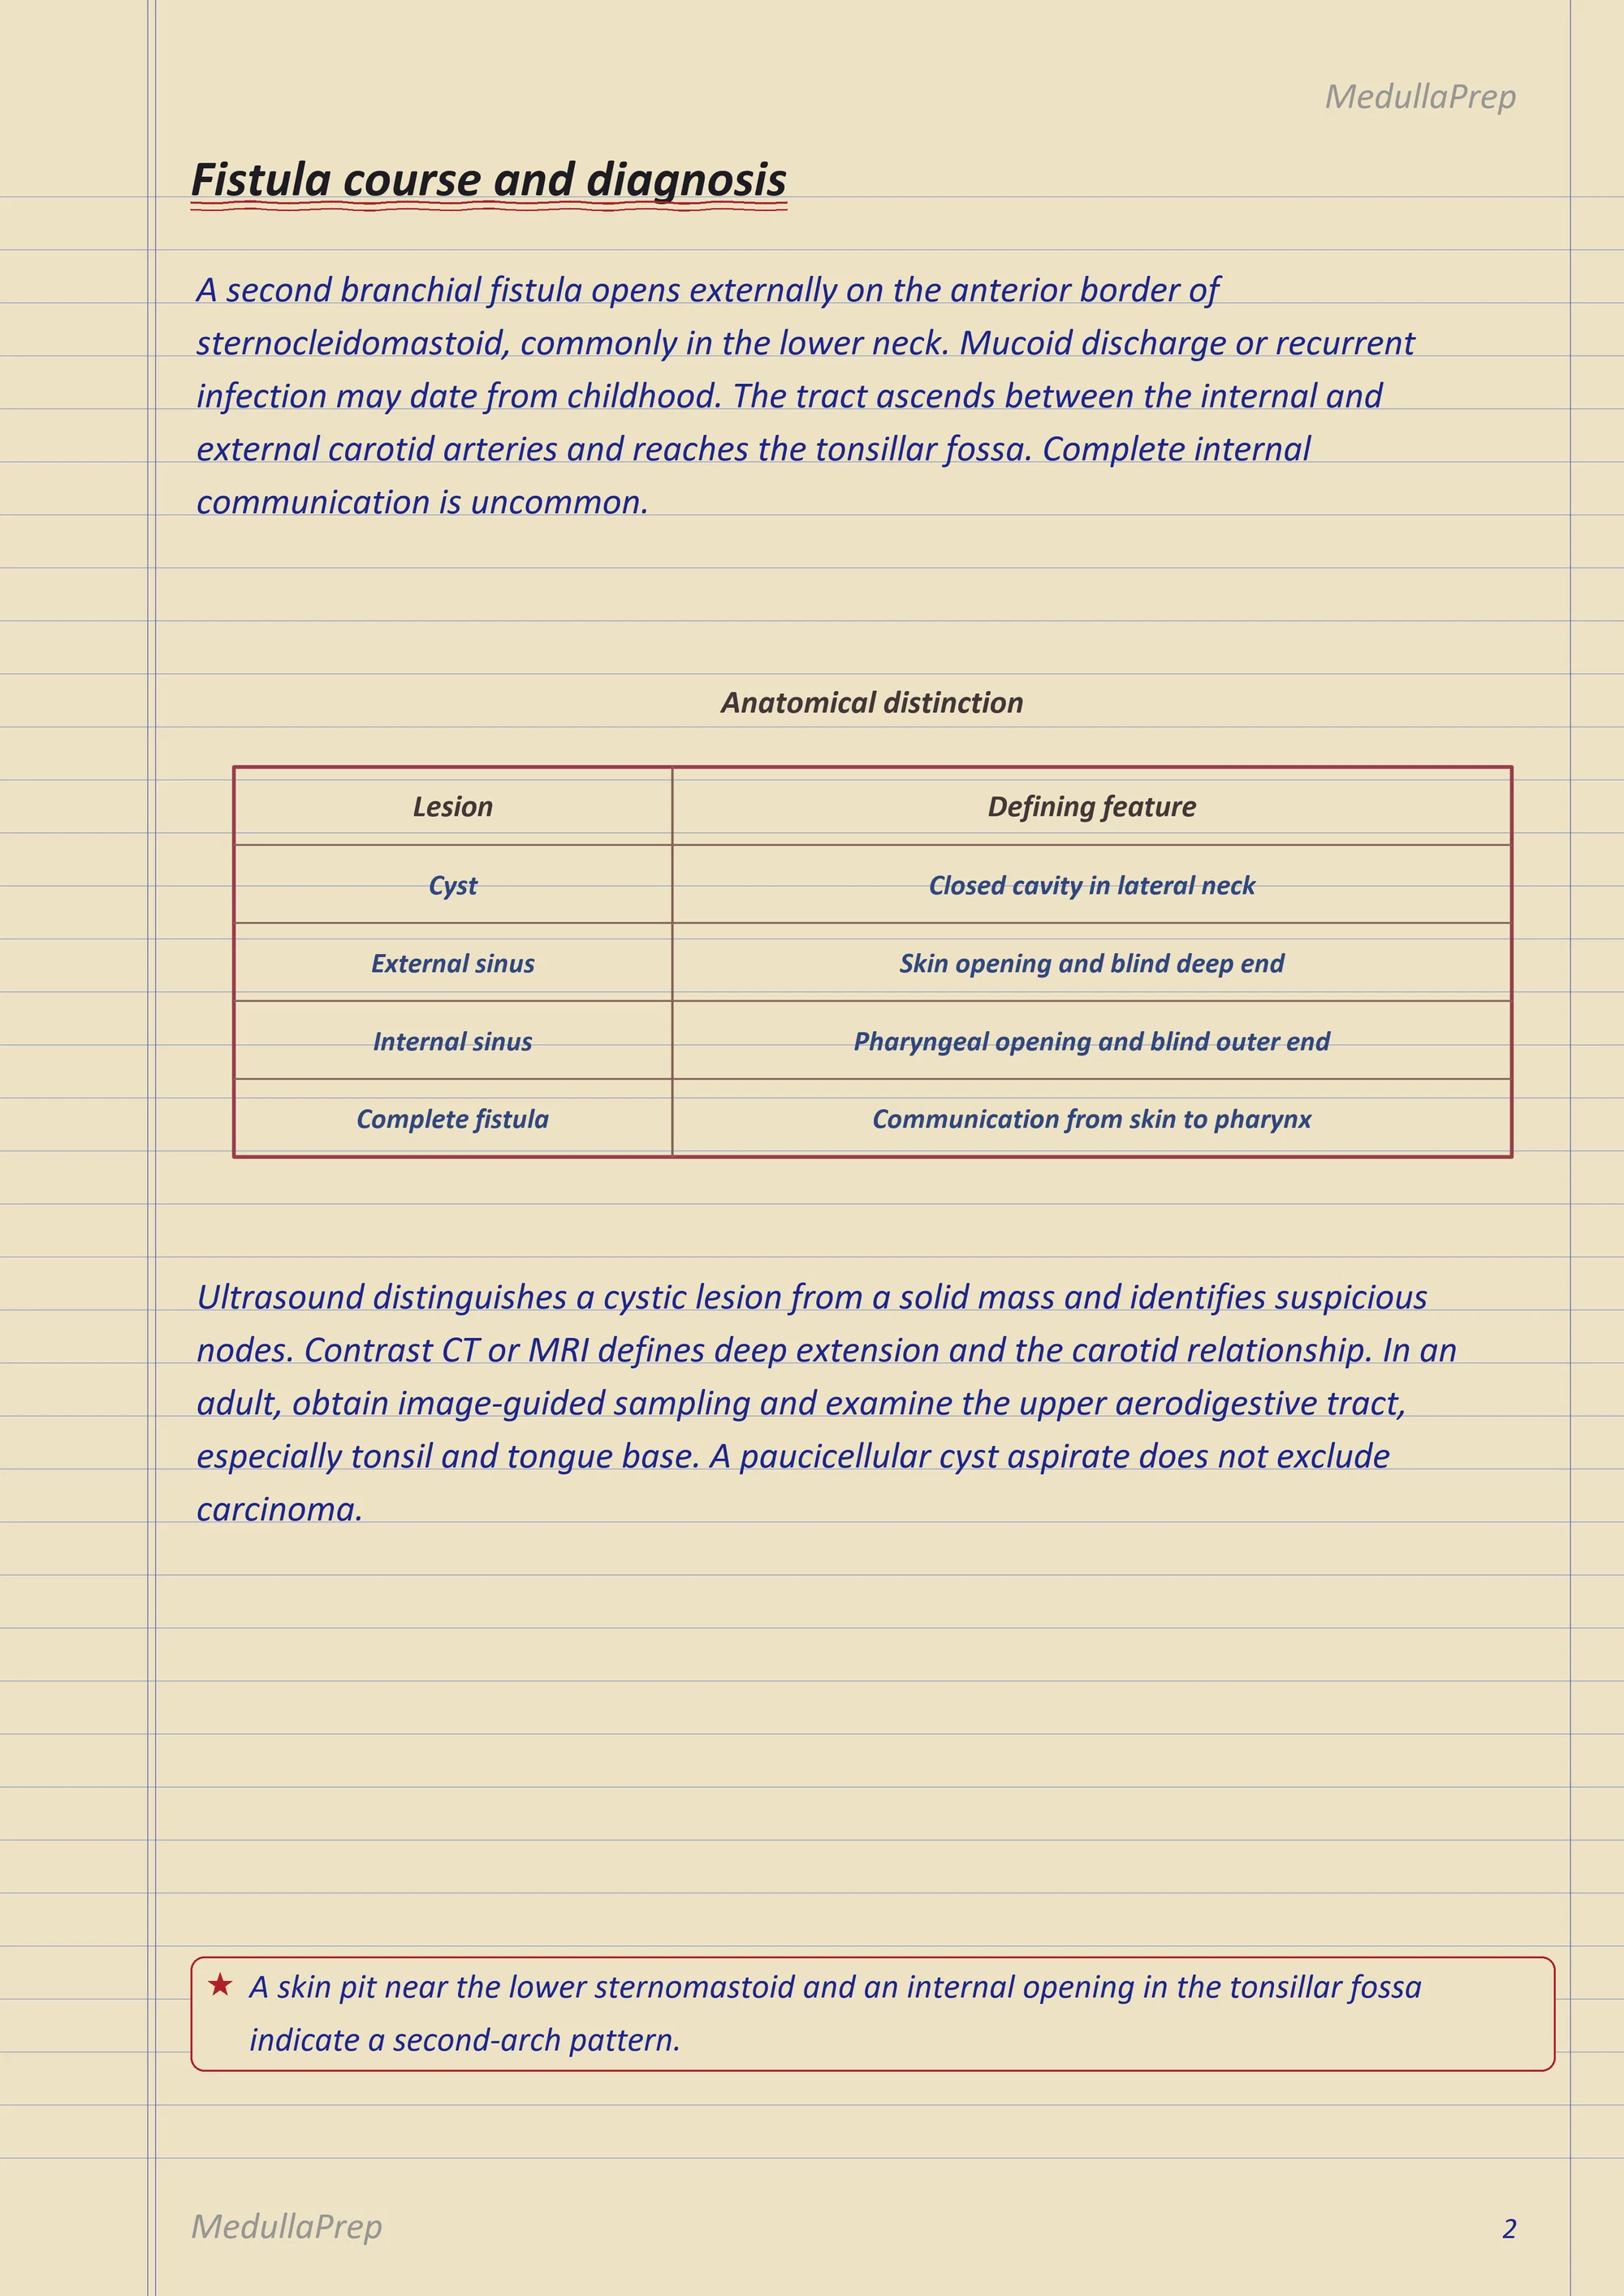 MedullaPrep
Fistula course and diagnosis
A second branchial fistula opens externally on the anterior border of
sternocleidomastoid, commonly in the lower neck. Mucoid discharge or recurrent
infection may date from childhood. The tract ascends between the internal and
external carotid arteries and reaches the tonsillar fossa. Complete internal
communication is uncommon.
Anatomical distinction
Lesion Defining feature
Cyst Closed cavity in lateral neck
External sinus Skin opening and blind deep end
Internal sinus Pharyngeal opening and blind outer end
Complete fistula Communication from skin to pharynx
Ultrasound distinguishes a cystic lesion from a solid mass and identifies suspicious
nodes. Contrast CT or MRI defines deep extension and the carotid relationship. In an
adult, obtain image-guided sampling and examine the upper aerodigestive tract,
especially tonsil and tongue base. A paucicellular cyst aspirate does not exclude
carcinoma.
★ A skin pit near the lower sternomastoid and an internal opening in the tonsillar fossa
indicate a second-arch pattern.
MedullaPrep 2